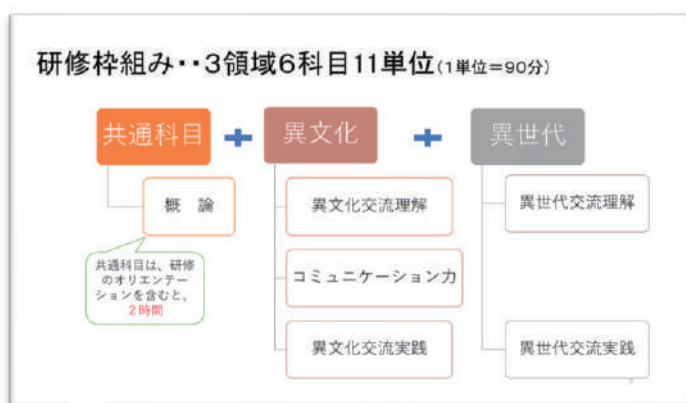 研修枠組み・・3領域6科目11単位(1単位=90分)
共通科目 + 異文化 + 異世代
概 論
異文化交流理解
異世代交流理解
共通科目は、研修
のオリエンテー
ションを含むと、
2時間
コミュニケーション力
異文化交流実践
異世代交流実践